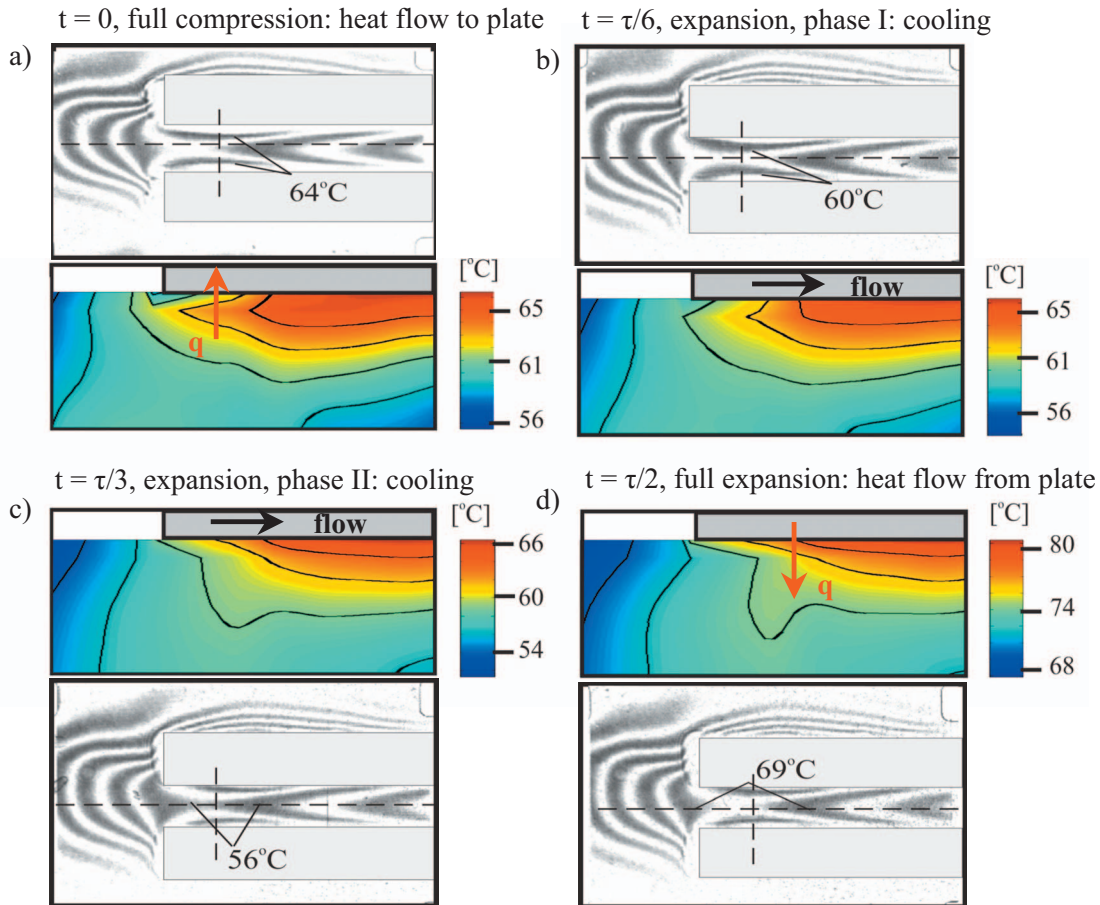 t = 0, full compression: heat flow to plate
t = τ/6, expansion, phase I: cooling
a)
b)
64°C
60°C
[°C]
65
61
56
q
[°C]
65
61
56
flow
t = τ/3, expansion, phase II: cooling
t = τ/2, full expansion: heat flow from plate
c)
d)
flow
[°C]
66
60
54
q
[°C]
80
74
68
56°C
69°C